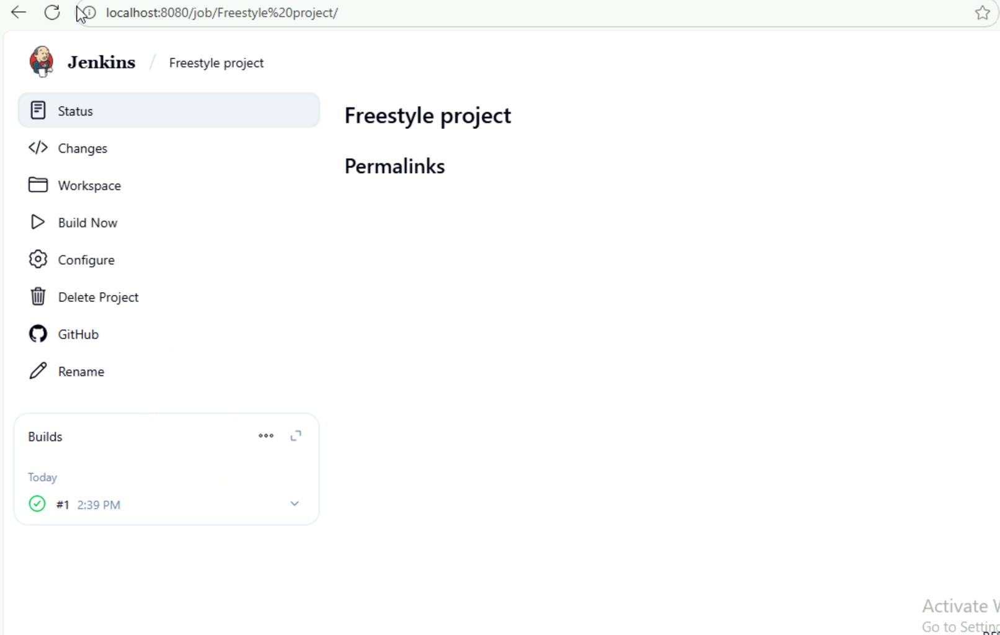 localhost:8080/job/Freestyle%20project/
Jenkins / Freestyle project
Status
Changes
Workspace
Build Now
Configure
Delete Project
GitHub
Rename
Freestyle project
Permalinks
Builds
Today
#1 2:39 PM
Activate
Go to